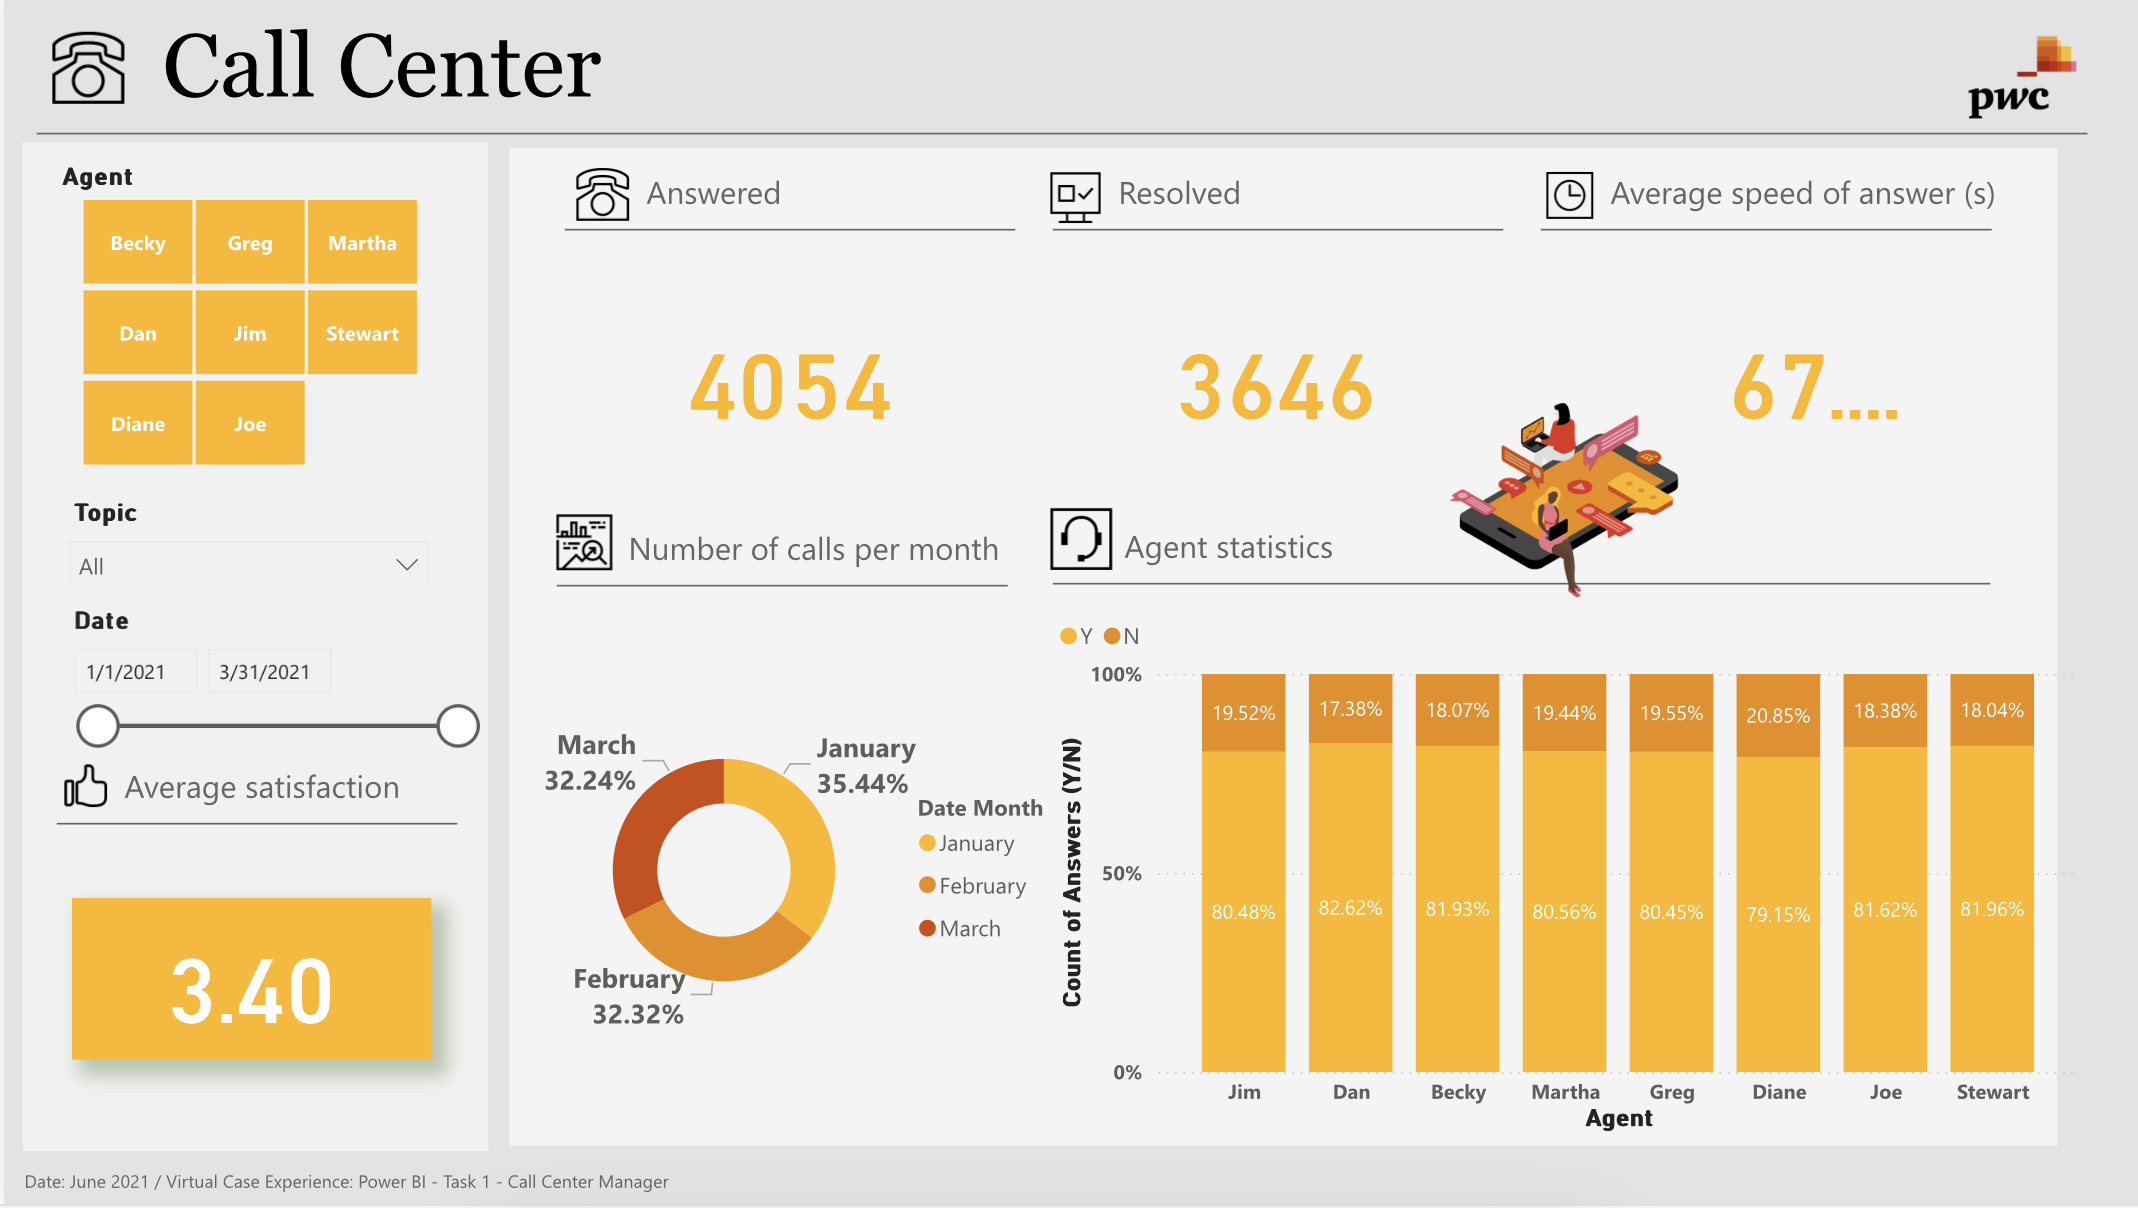 Call Center
pwc
Agent
Becky
Greg
Martha
Dan
Jim
Stewart
Diane
Joe
Topic
All
Date
1/1/2021
3/31/2021
Average satisfaction
3.40
Answered
4054
Resolved
3646
Average speed of answer (s)
67....
Number of calls per month
March
32.24%
January
35.44%
February
32.32%
Date Month
January
February
March
Agent statistics
Y
N
Count of Answers (Y/N)
100%
50%
0%
19.52%
17.38%
18.07%
19.44%
19.55%
20.85%
18.38%
18.04%
80.48%
82.62%
81.93%
80.56%
80.45%
79.15%
81.62%
81.96%
Jim
Dan
Becky
Martha
Greg
Diane
Joe
Stewart
Agent
Date: June 2021 / Virtual Case Experience: Power BI - Task 1 - Call Center Manager